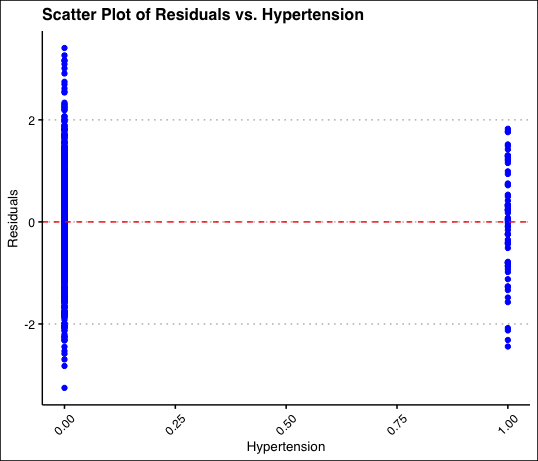 Scatter Plot of Residuals vs. Hypertension
Residuals
2
0
-2
0.00
0.25
0.50
0.75
1.00
Hypertension